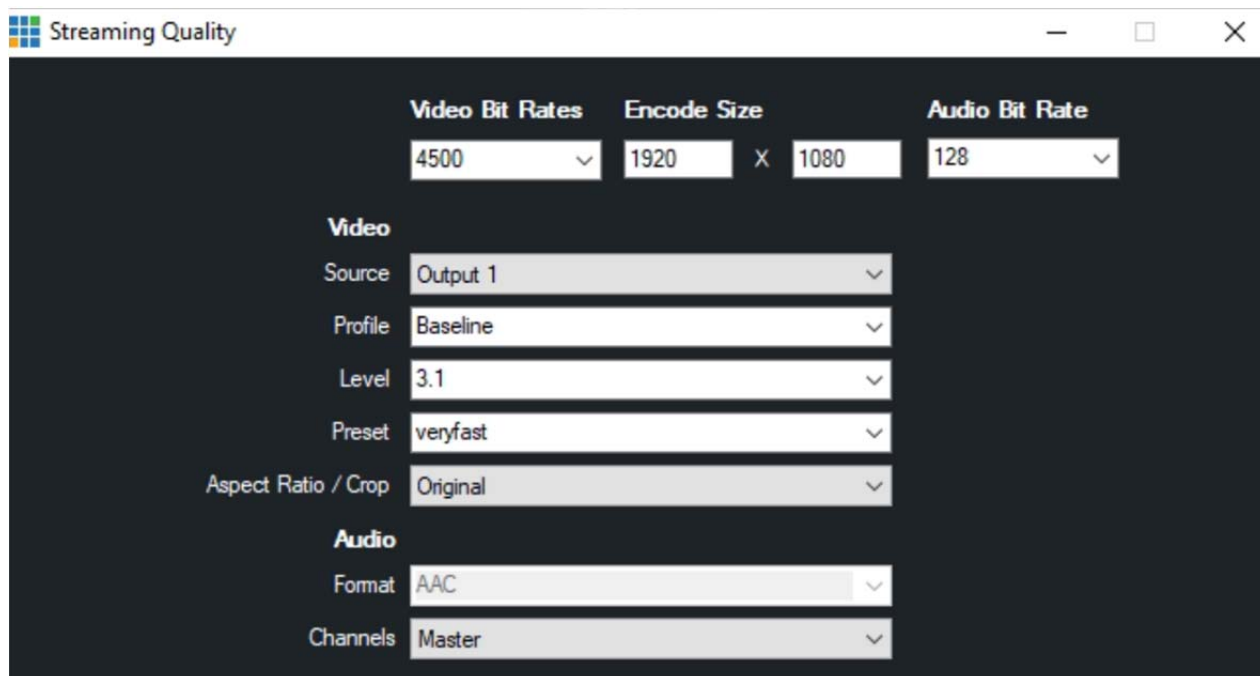 Streaming Quality
Video Bit Rates Encode Size Audio Bit Rate
4500 1920 X 1080 128
Video
Source Output 1
Profile Baseline
Level 3.1
Preset veryfast
Aspect Ratio / Crop Original
Audio
Format AAC
Channels Master